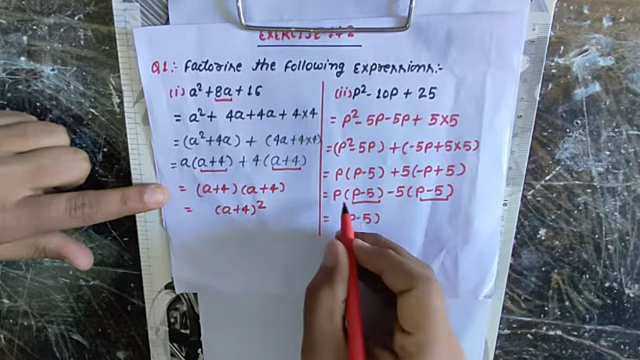 EXERCISE 14.2
Q1.:- Factorise the following Expressions:-
(i) a² + 8a + 16
= a² + 4a + 4a + 4×4
= (a² + 4a) + (4a + 4×4)
= a(a+4) + 4(a+4)
= (a+4) (a+4)
= (a+4)²
(ii) p² - 10p + 25
= p² - 5p - 5p + 5×5
= (p² - 5p) + (-5p + 5×5)
= p(p-5) + 5(-p+5)
= p(p-5) - 5(p-5)
= p-5)